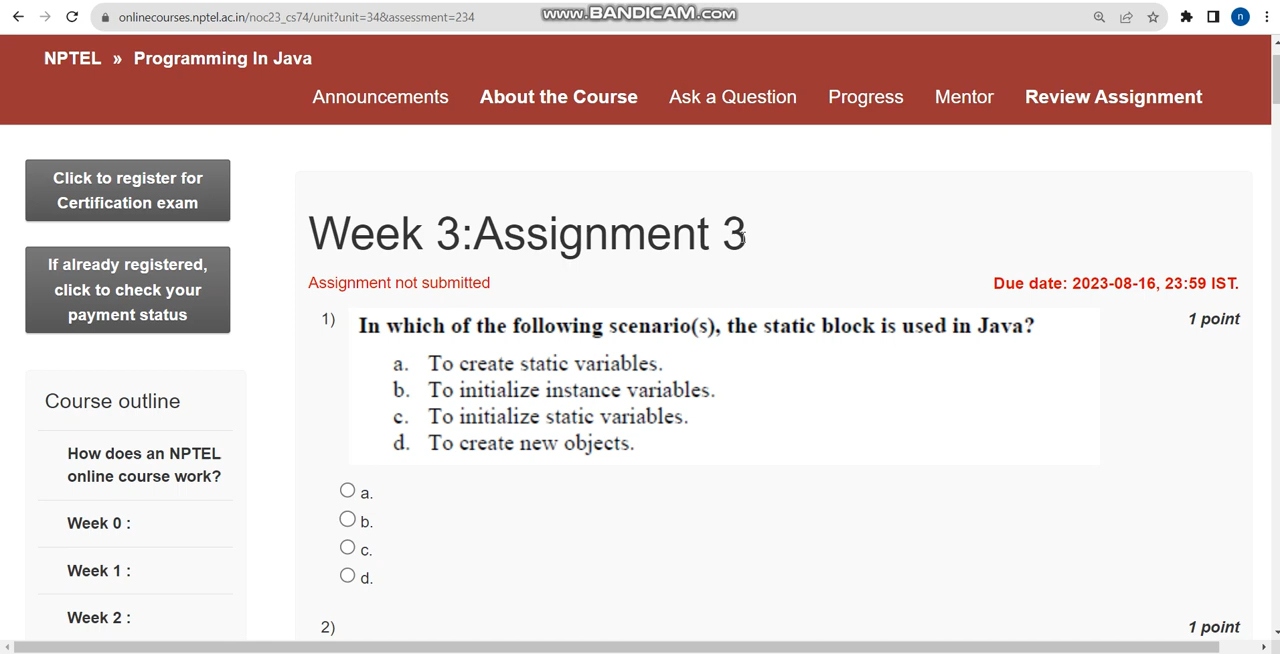 onlinecourses.nptel.ac.in/noc23_cs74/unit?unit=34&assessment=234
www.BANDICAM.com
n
NPTEL » Programming In Java
Announcements About the Course Ask a Question Progress Mentor Review Assignment
Click to register for
Certification exam
If already registered,
click to check your
payment status
Course outline
How does an NPTEL
online course work?
Week 0 :
Week 1 :
Week 2 :
Week 3:Assignment 3
Assignment not submitted
Due date: 2023-08-16, 23:59 IST.
1) In which of the following scenario(s), the static block is used in Java? 1 point
a. To create static variables.
b. To initialize instance variables.
c. To initialize static variables.
d. To create new objects.
a.
b.
c.
d.
2) 1 point